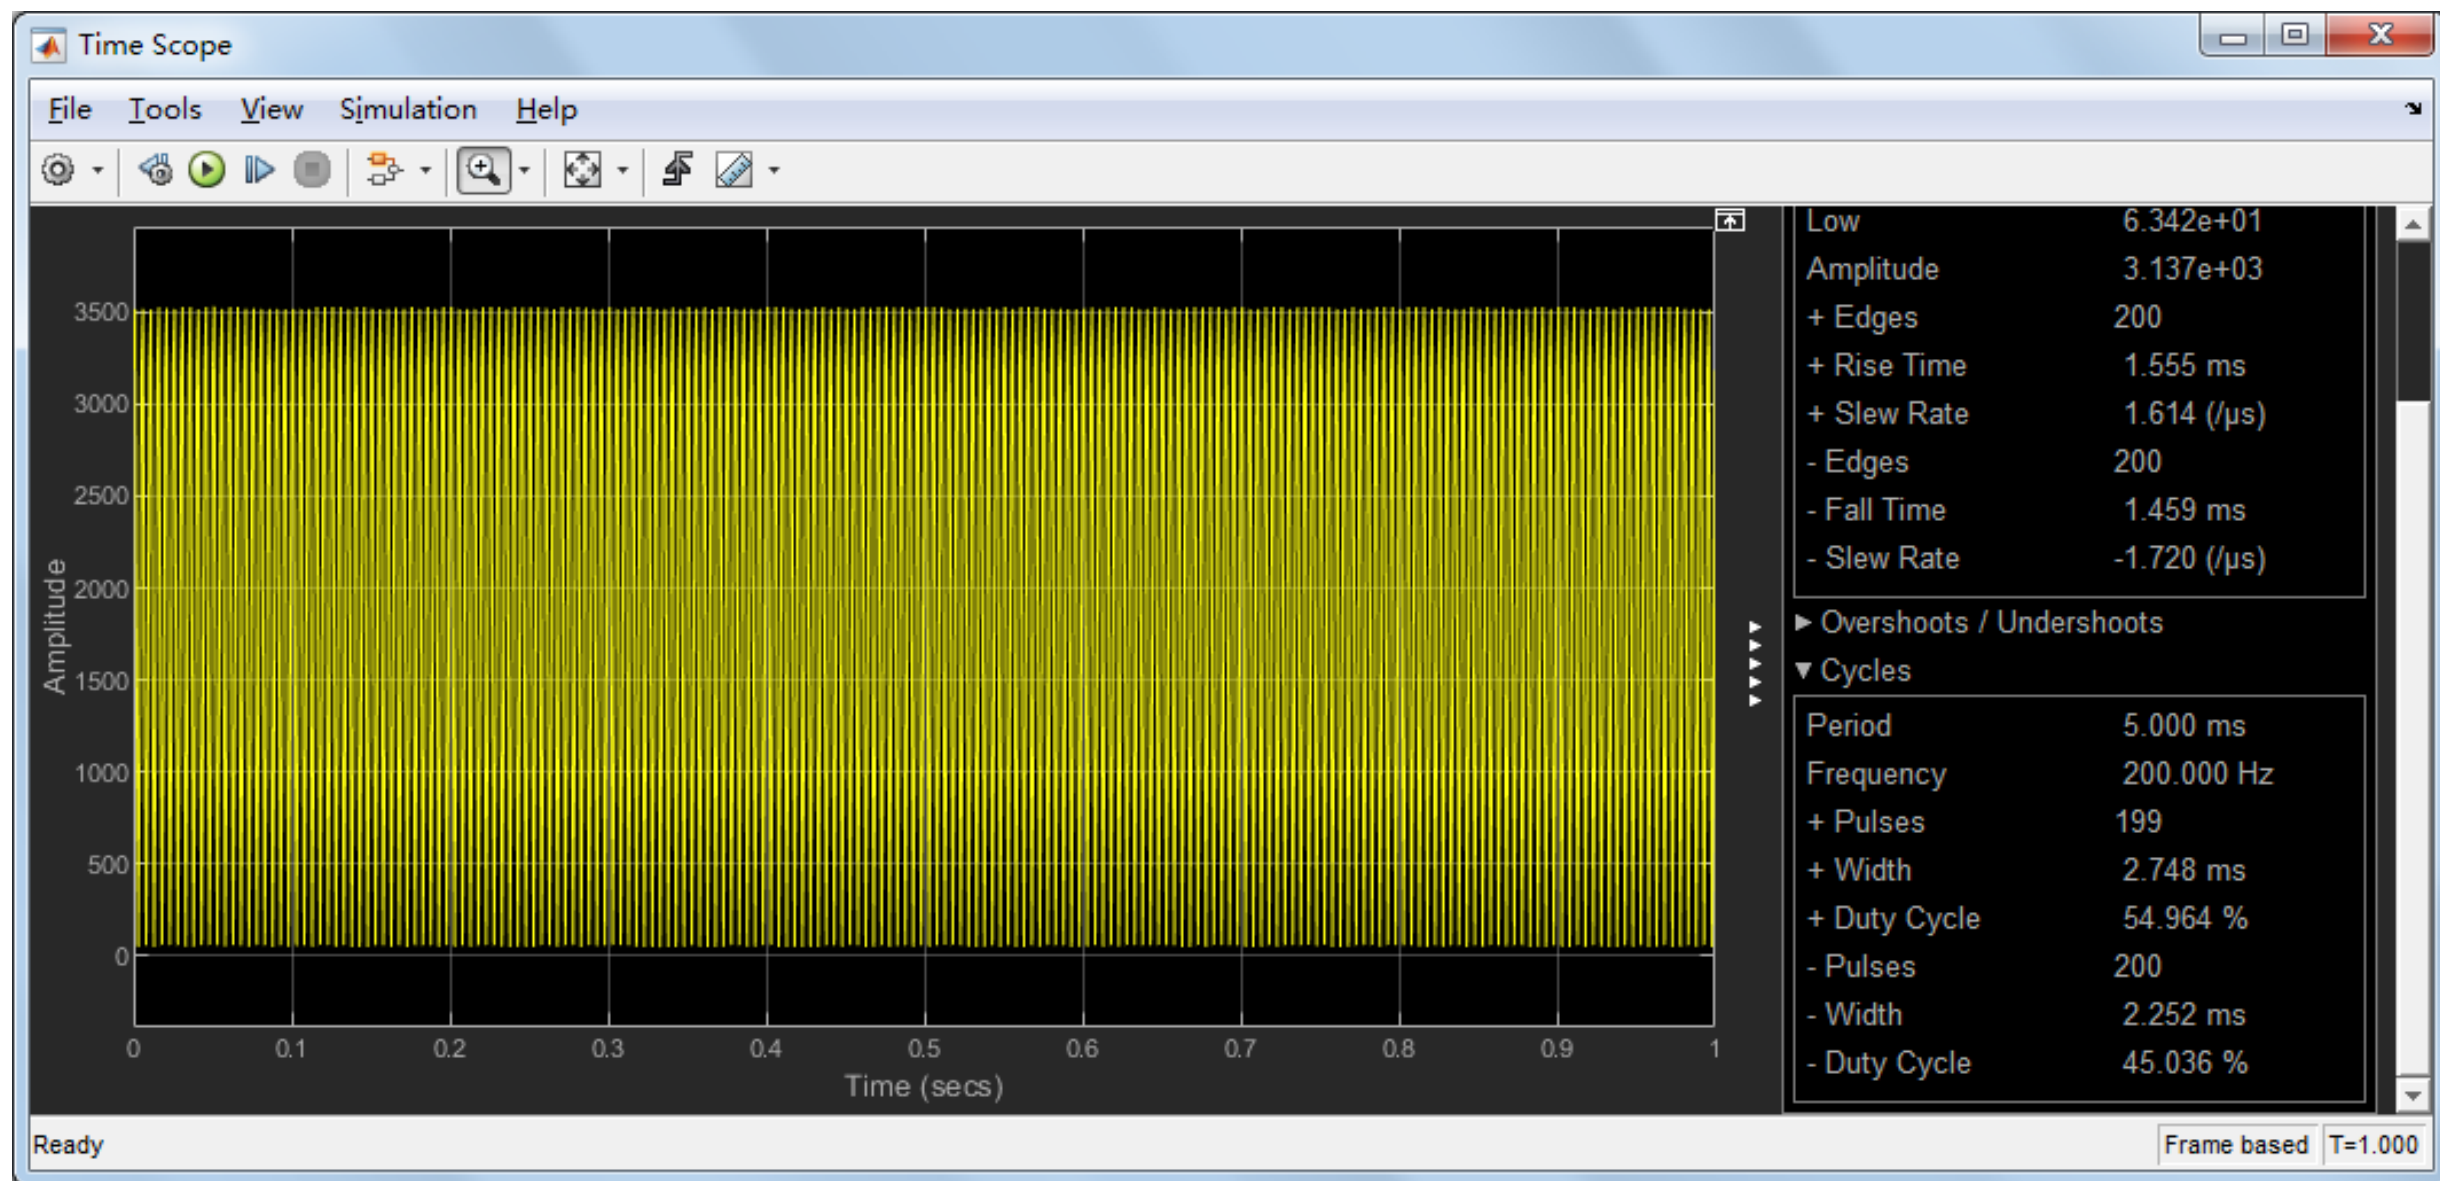 Time Scope
File Tools View Simulation Help
3500
3000
2500
2000
1500
1000
500
0
Amplitude
0 0.1 0.2 0.3 0.4 0.5 0.6 0.7 0.8 0.9 1
Time (secs)
Low 6.342e+01
Amplitude 3.137e+03
+ Edges 200
+ Rise Time 1.555 ms
+ Slew Rate 1.614 (/µs)
- Edges 200
- Fall Time 1.459 ms
- Slew Rate -1.720 (/µs)
Overshoots / Undershoots
Cycles
Period 5.000 ms
Frequency 200.000 Hz
+ Pulses 199
+ Width 2.748 ms
+ Duty Cycle 54.964 %
- Pulses 200
- Width 2.252 ms
- Duty Cycle 45.036 %
Ready Frame based T=1.000